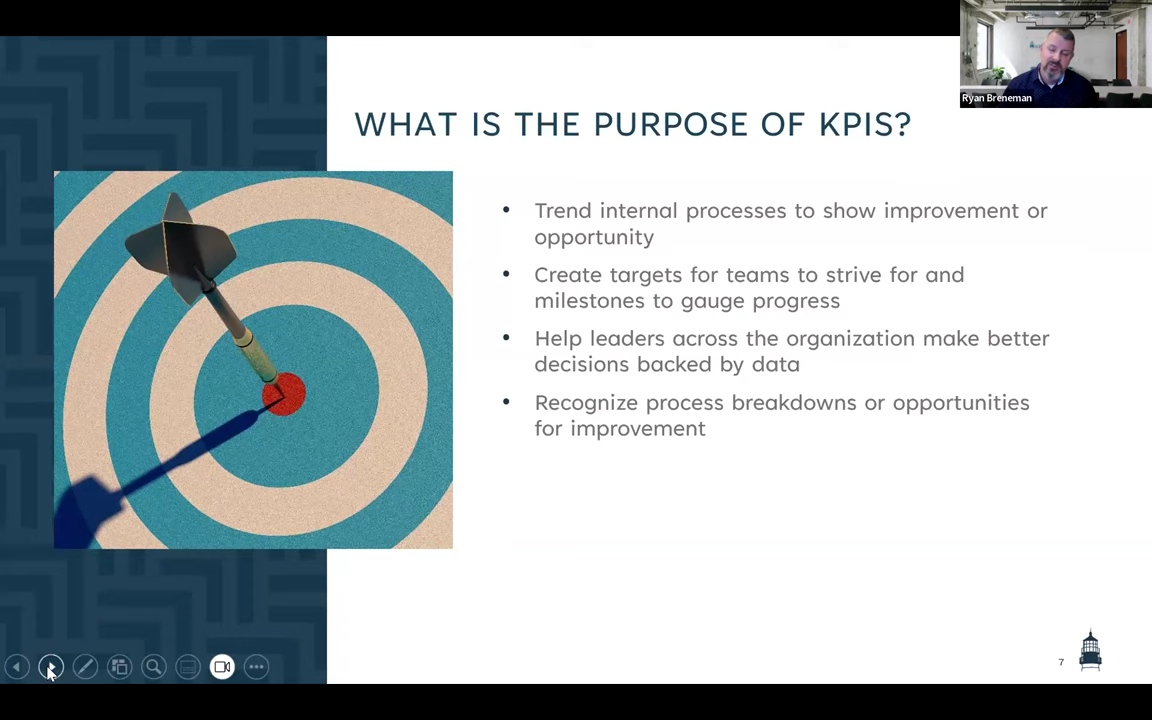 Ryan Breneman
WHAT IS THE PURPOSE OF KPIS?
• Trend internal processes to show improvement or
opportunity
• Create targets for teams to strive for and
milestones to gauge progress
• Help leaders across the organization make better
decisions backed by data
• Recognize process breakdowns or opportunities
for improvement
7